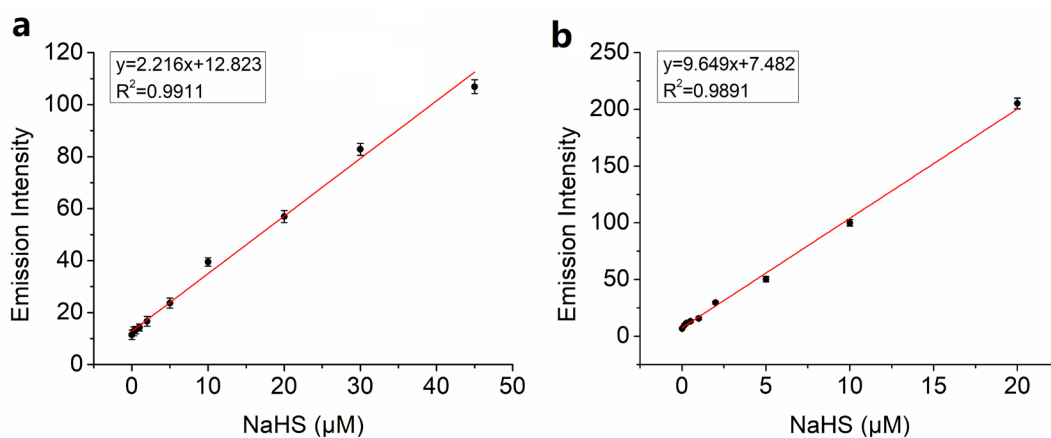 a
y=2.216x+12.823
R²=0.9911
Emission Intensity
120
100
80
60
40
20
0
0 10 20 30 40 50
NaHS (µM)
b
y=9.649x+7.482
R²=0.9891
Emission Intensity
250
200
150
100
50
0
0 5 10 15 20
NaHS (µM)